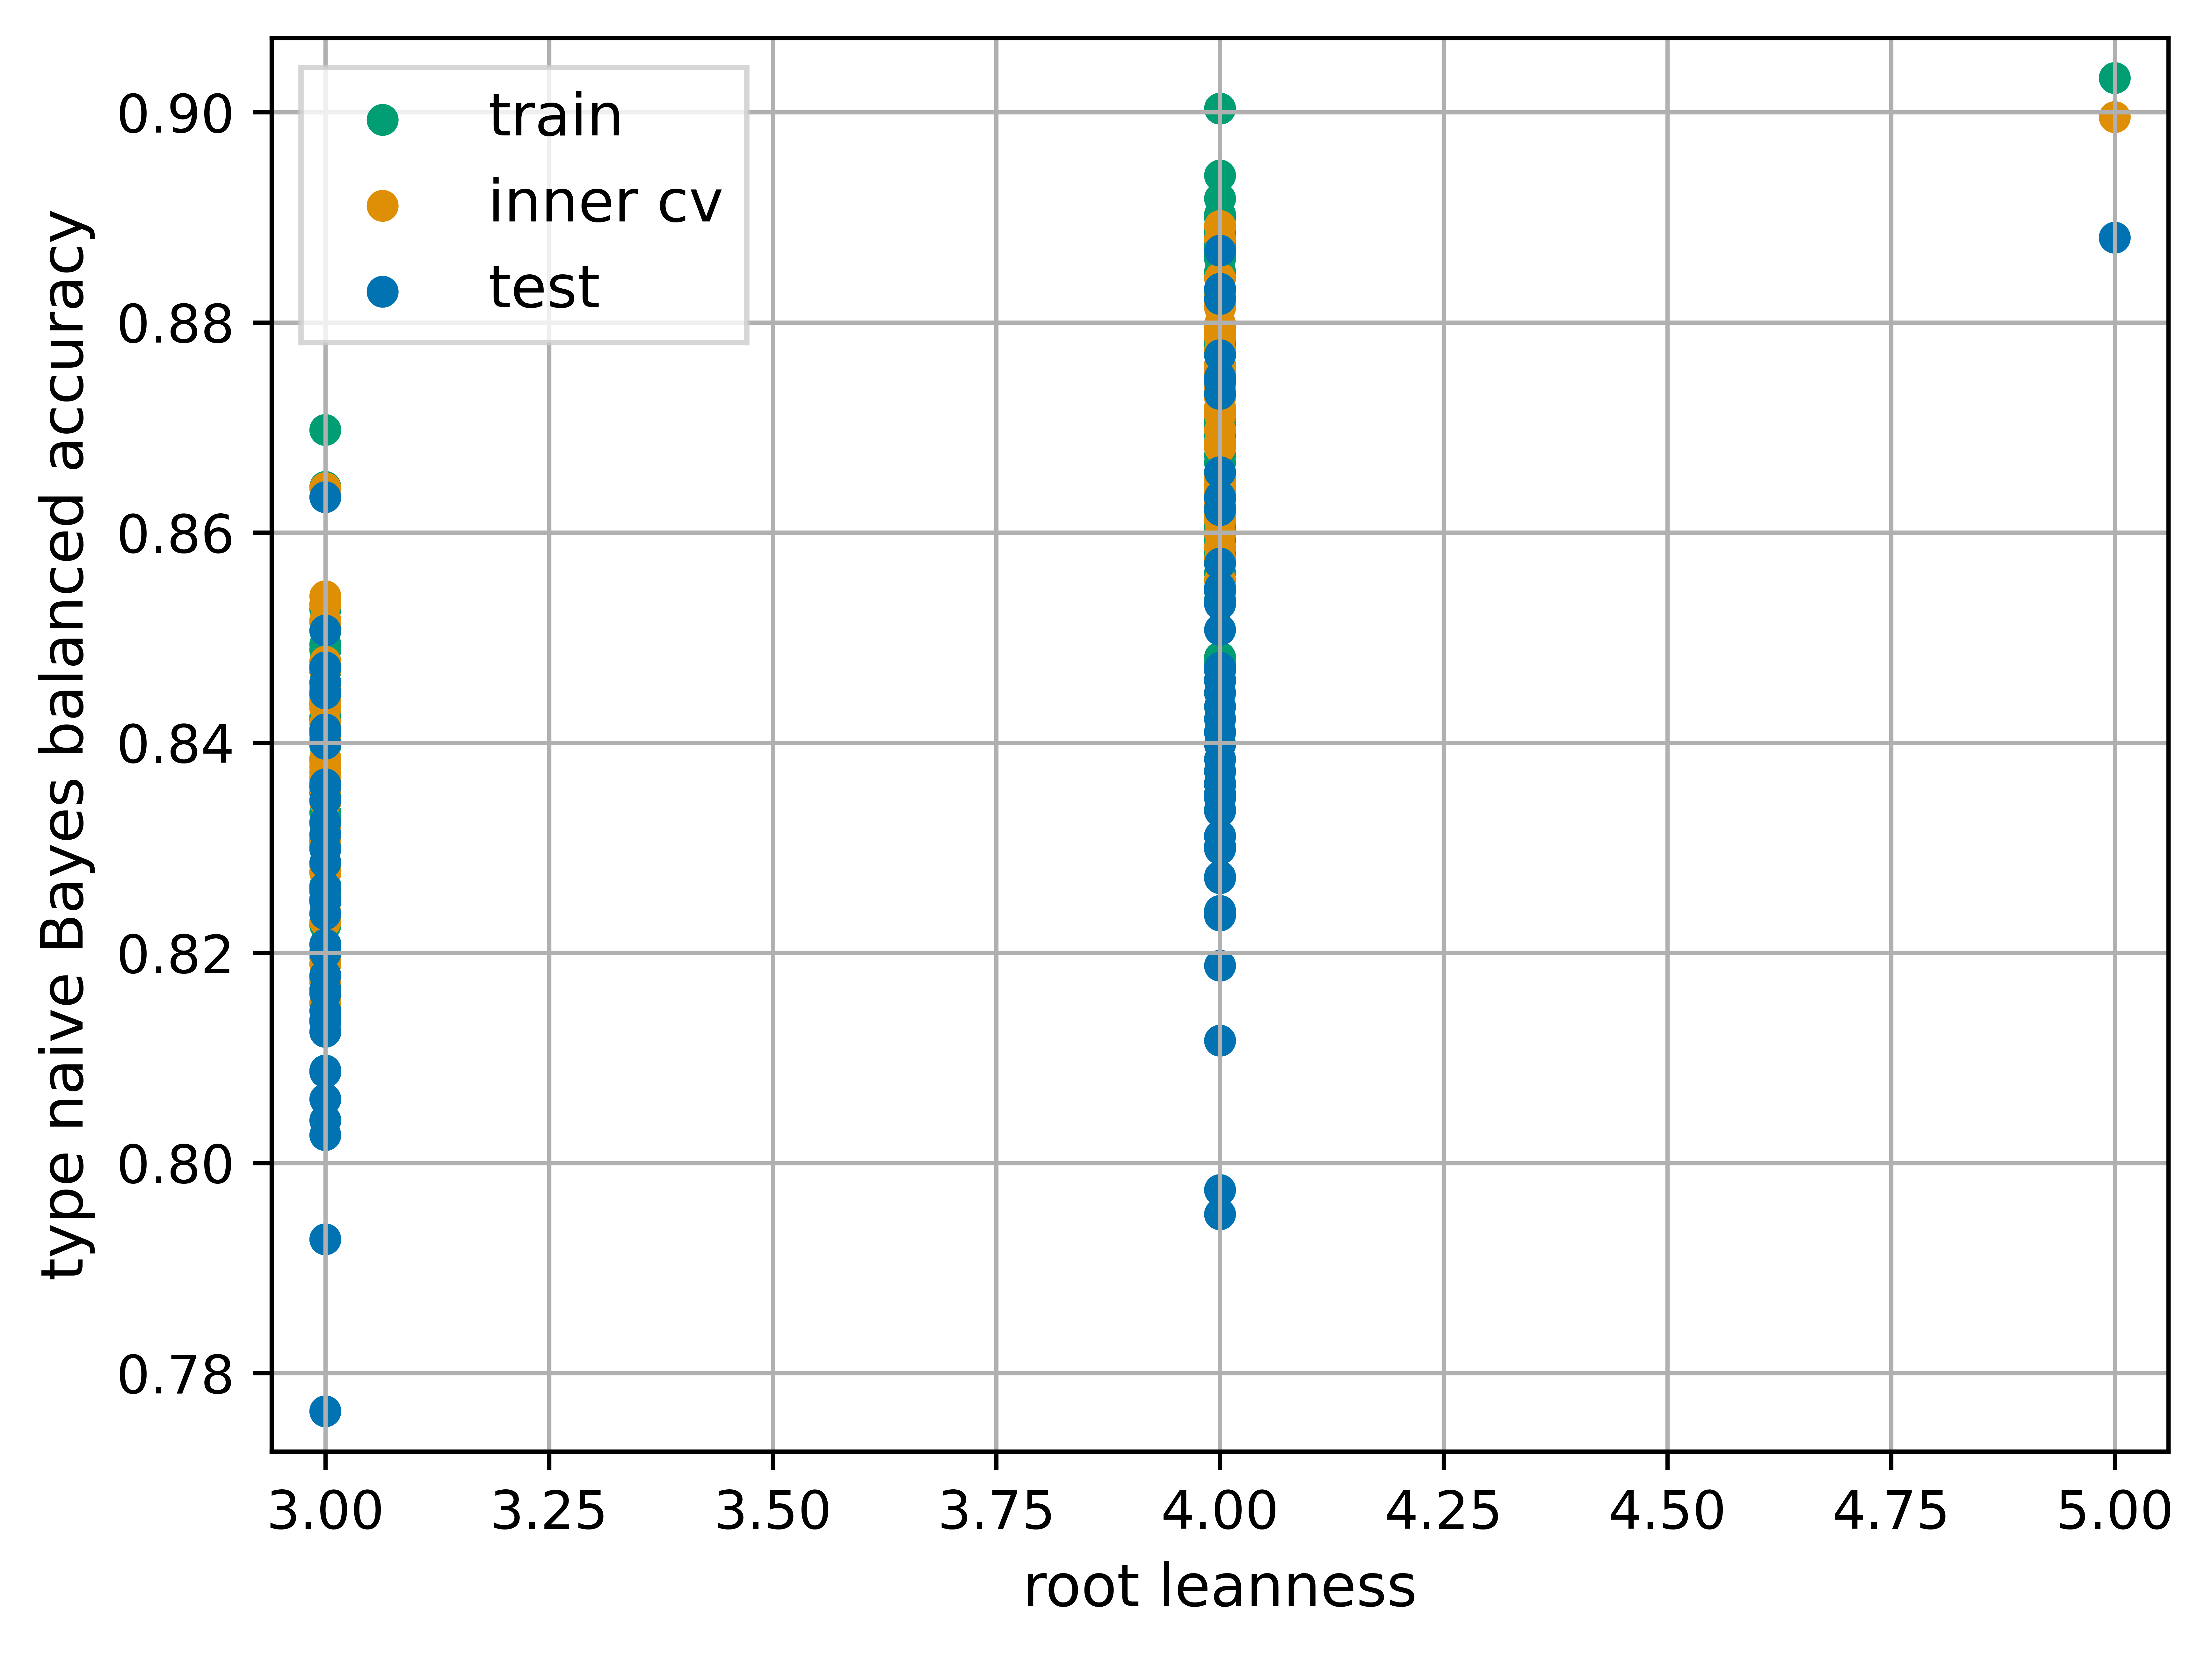 train
inner cv
test
type naive Bayes balanced accuracy
0.90
0.88
0.86
0.84
0.82
0.80
0.78
3.00 3.25 3.50 3.75 4.00 4.25 4.50 4.75 5.00
root leanness